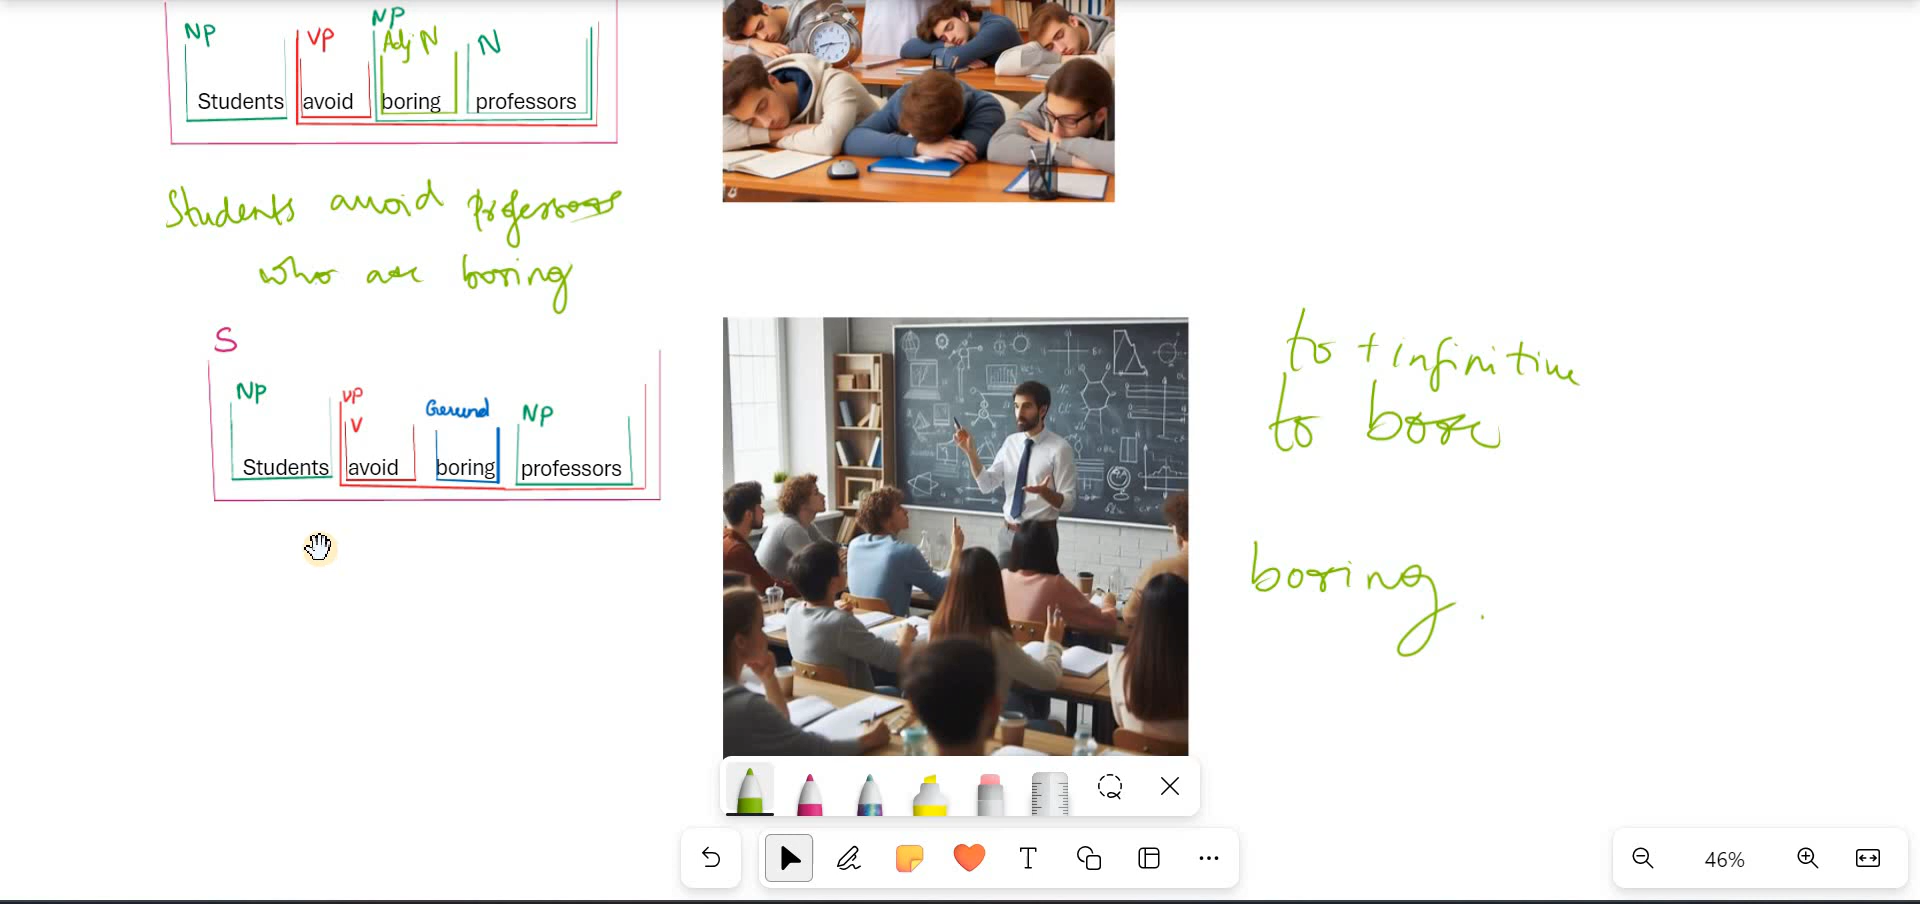 NP VP NP
Adj N N
Students avoid boring professors
Students avoid professors
who are boring
S
NP VP Gerund NP
V
Students avoid boring professors
to + infinitive
to bore
boring.
T
46%